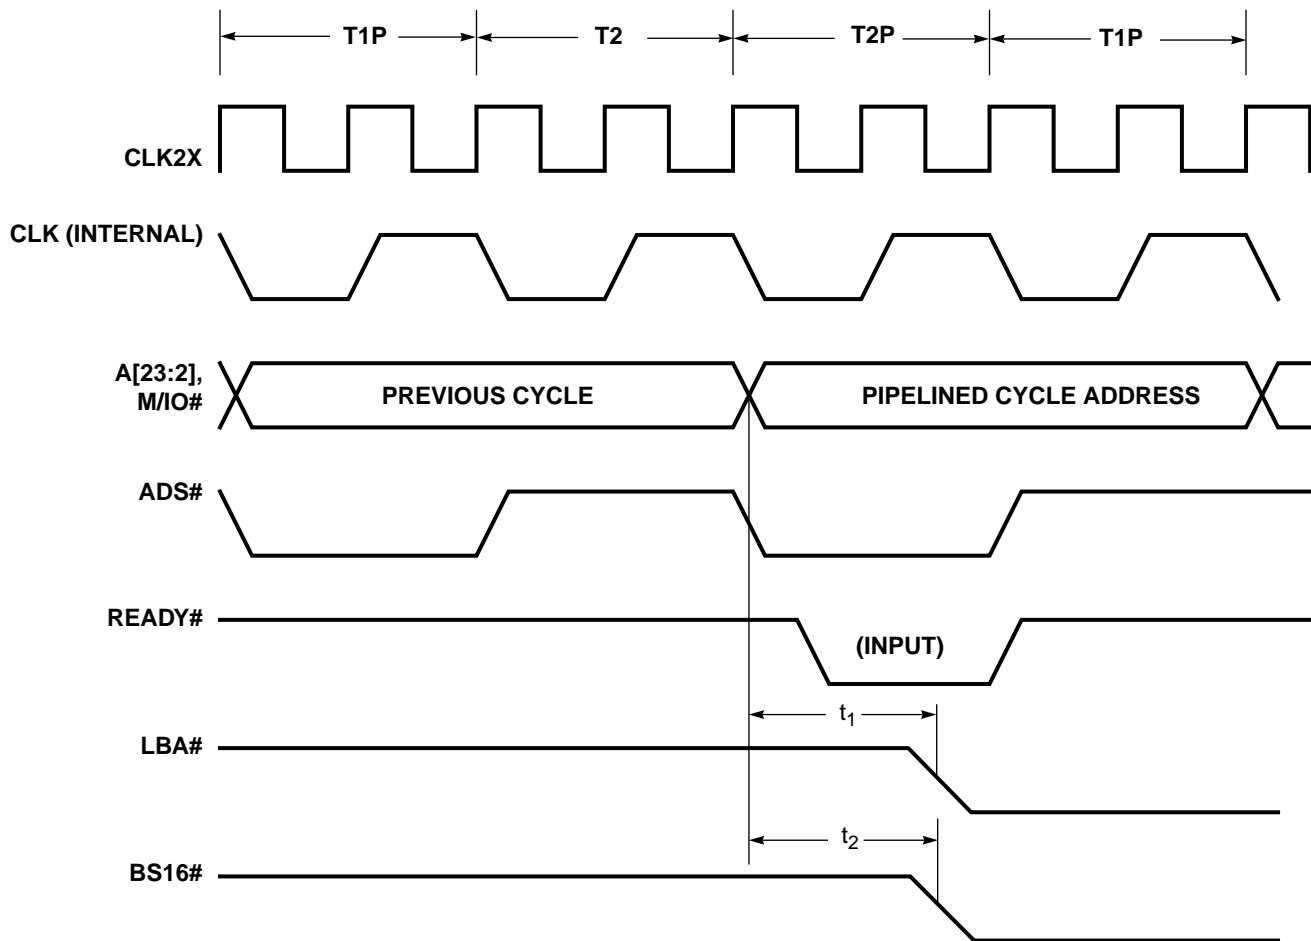 T1P T2 T2P T1P
CLK2X
CLK (INTERNAL)
A[23:2],
M/IO#
PREVIOUS CYCLE PIPELINED CYCLE ADDRESS
ADS#
READY#
(INPUT)
t1
LBA#
t2
BS16#